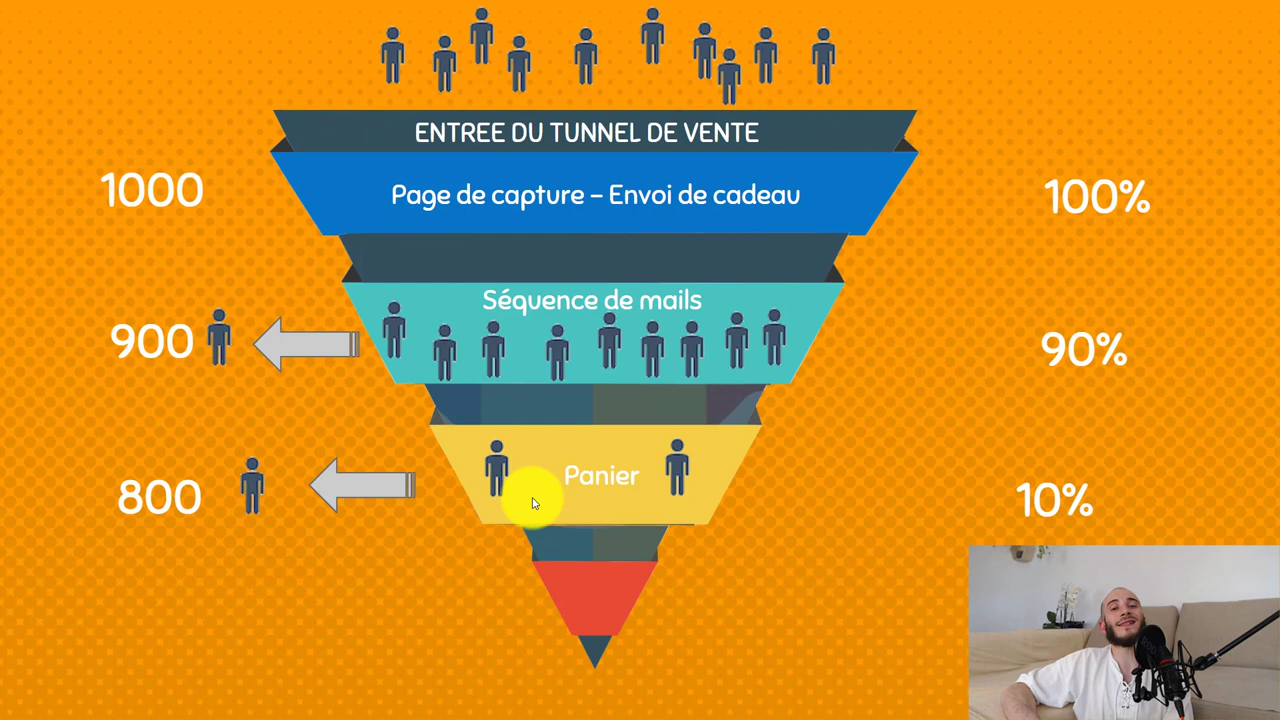 ENTREE DU TUNNEL DE VENTE
1000
Page de capture – Envoi de cadeau
100%
Séquence de mails
900
90%
Panier
800
10%